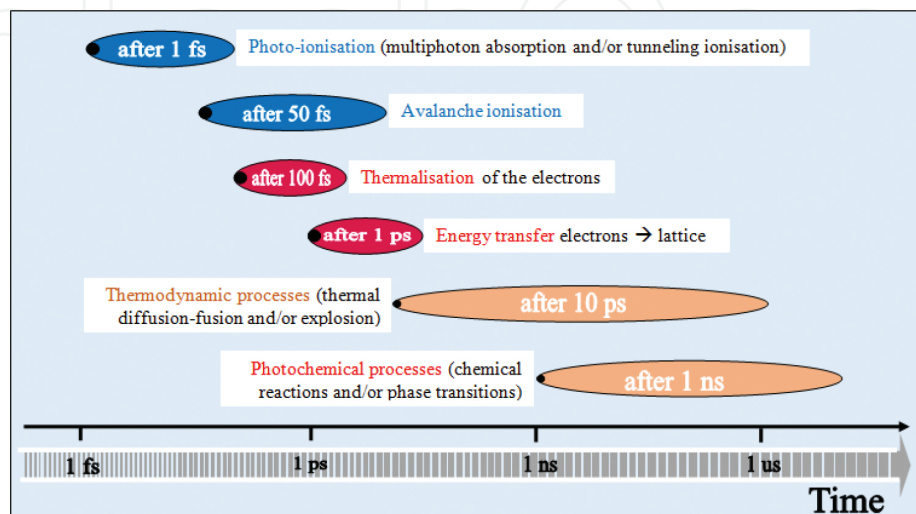 after 1 fs
Photo-ionisation (multiphoton absorption and/or tunneling ionisation)
after 50 fs
Avalanche ionisation
after 100 fs
Thermalisation of the electrons
after 1 ps
Energy transfer electrons → lattice
Thermodynamic processes (thermal
diffusion-fusion and/or explosion)
after 10 ps
Photochemical processes (chemical
reactions and/or phase transitions)
after 1 ns
1 fs
1 ps
1 ns
1 us
Time